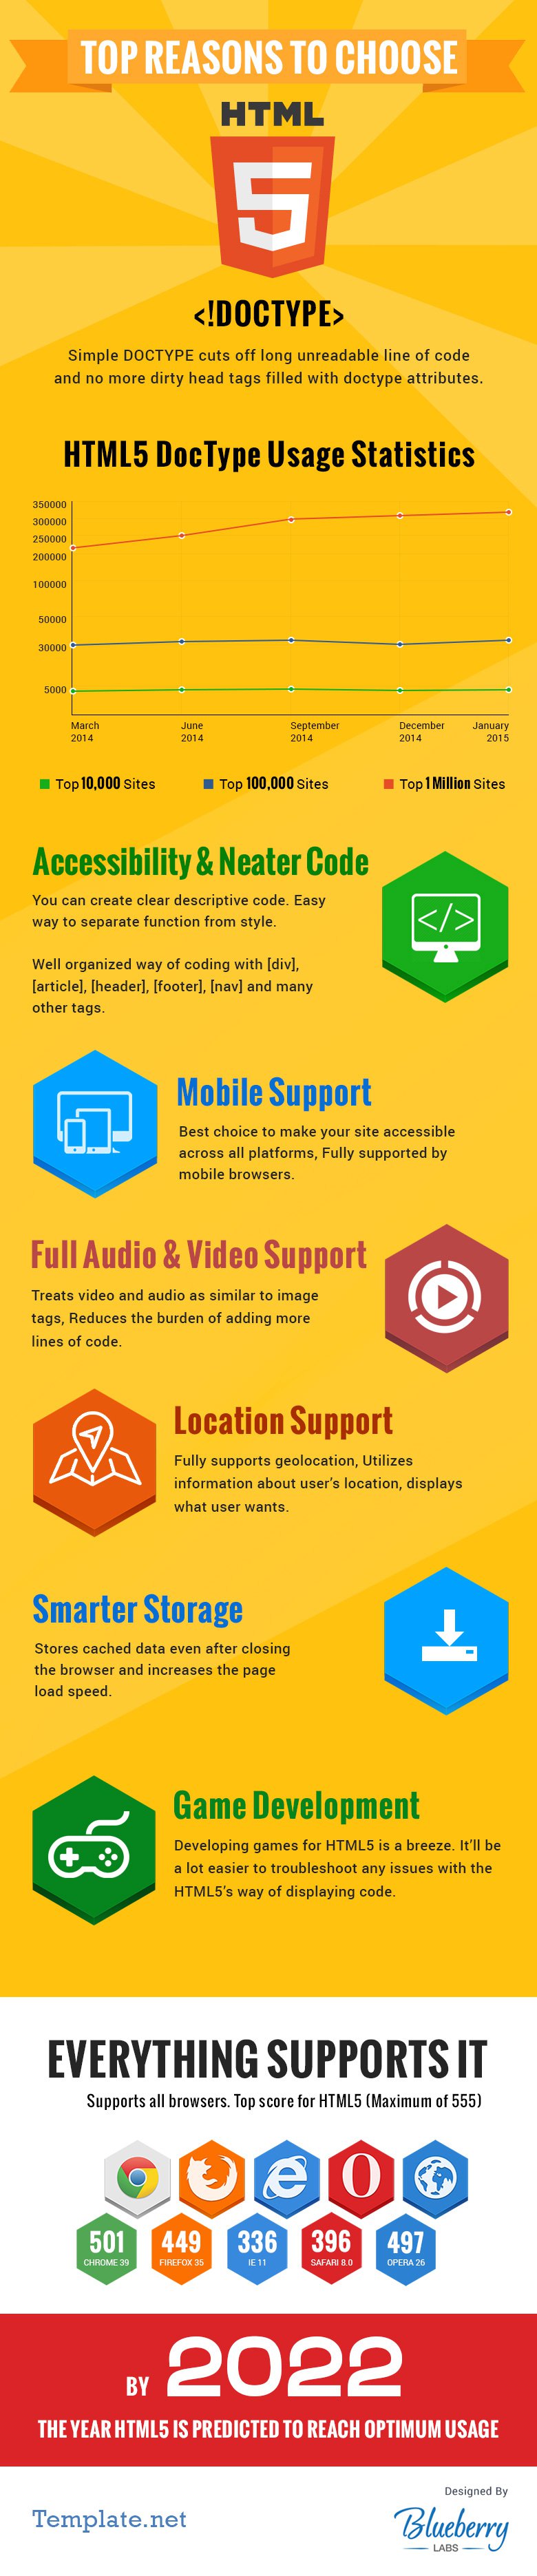 TOP REASONS TO CHOOSE
HTML
5
<!DOCTYPE>
Simple DOCTYPE cuts off long unreadable line of code
and no more dirty head tags filled with doctype attributes.
HTML5 DocType Usage Statistics
350000
300000
250000
200000
100000
50000
30000
5000
March 2014
June 2014
September 2014
December 2014
January 2015
Top 10,000 Sites
Top 100,000 Sites
Top 1 Million Sites
Accessibility & Neater Code
You can create clear descriptive code. Easy
way to separate function from style.
Well organized way of coding with [div],
[article], [header], [footer], [nav] and many
other tags.
</>
Mobile Support
Best choice to make your site accessible
across all platforms, Fully supported by
mobile browsers.
Full Audio & Video Support
Treats video and audio as similar to image
tags, Reduces the burden of adding more
lines of code.
Location Support
Fully supports geolocation, Utilizes
information about user's location, displays
what user wants.
Smarter Storage
Stores cached data even after closing
the browser and increases the page
load speed.
Game Development
Developing games for HTML5 is a breeze. It'll be
a lot easier to troubleshoot any issues with the
HTML5's way of displaying code.
EVERYTHING SUPPORTS IT
Supports all browsers. Top score for HTML5 (Maximum of 555)
501
CHROME 39
449
FIREFOX 35
336
IE 11
396
SAFARI 8.0
497
OPERA 26
BY 2022
THE YEAR HTML5 IS PREDICTED TO REACH OPTIMUM USAGE
Template.net
Designed By
Blueberry
LABS